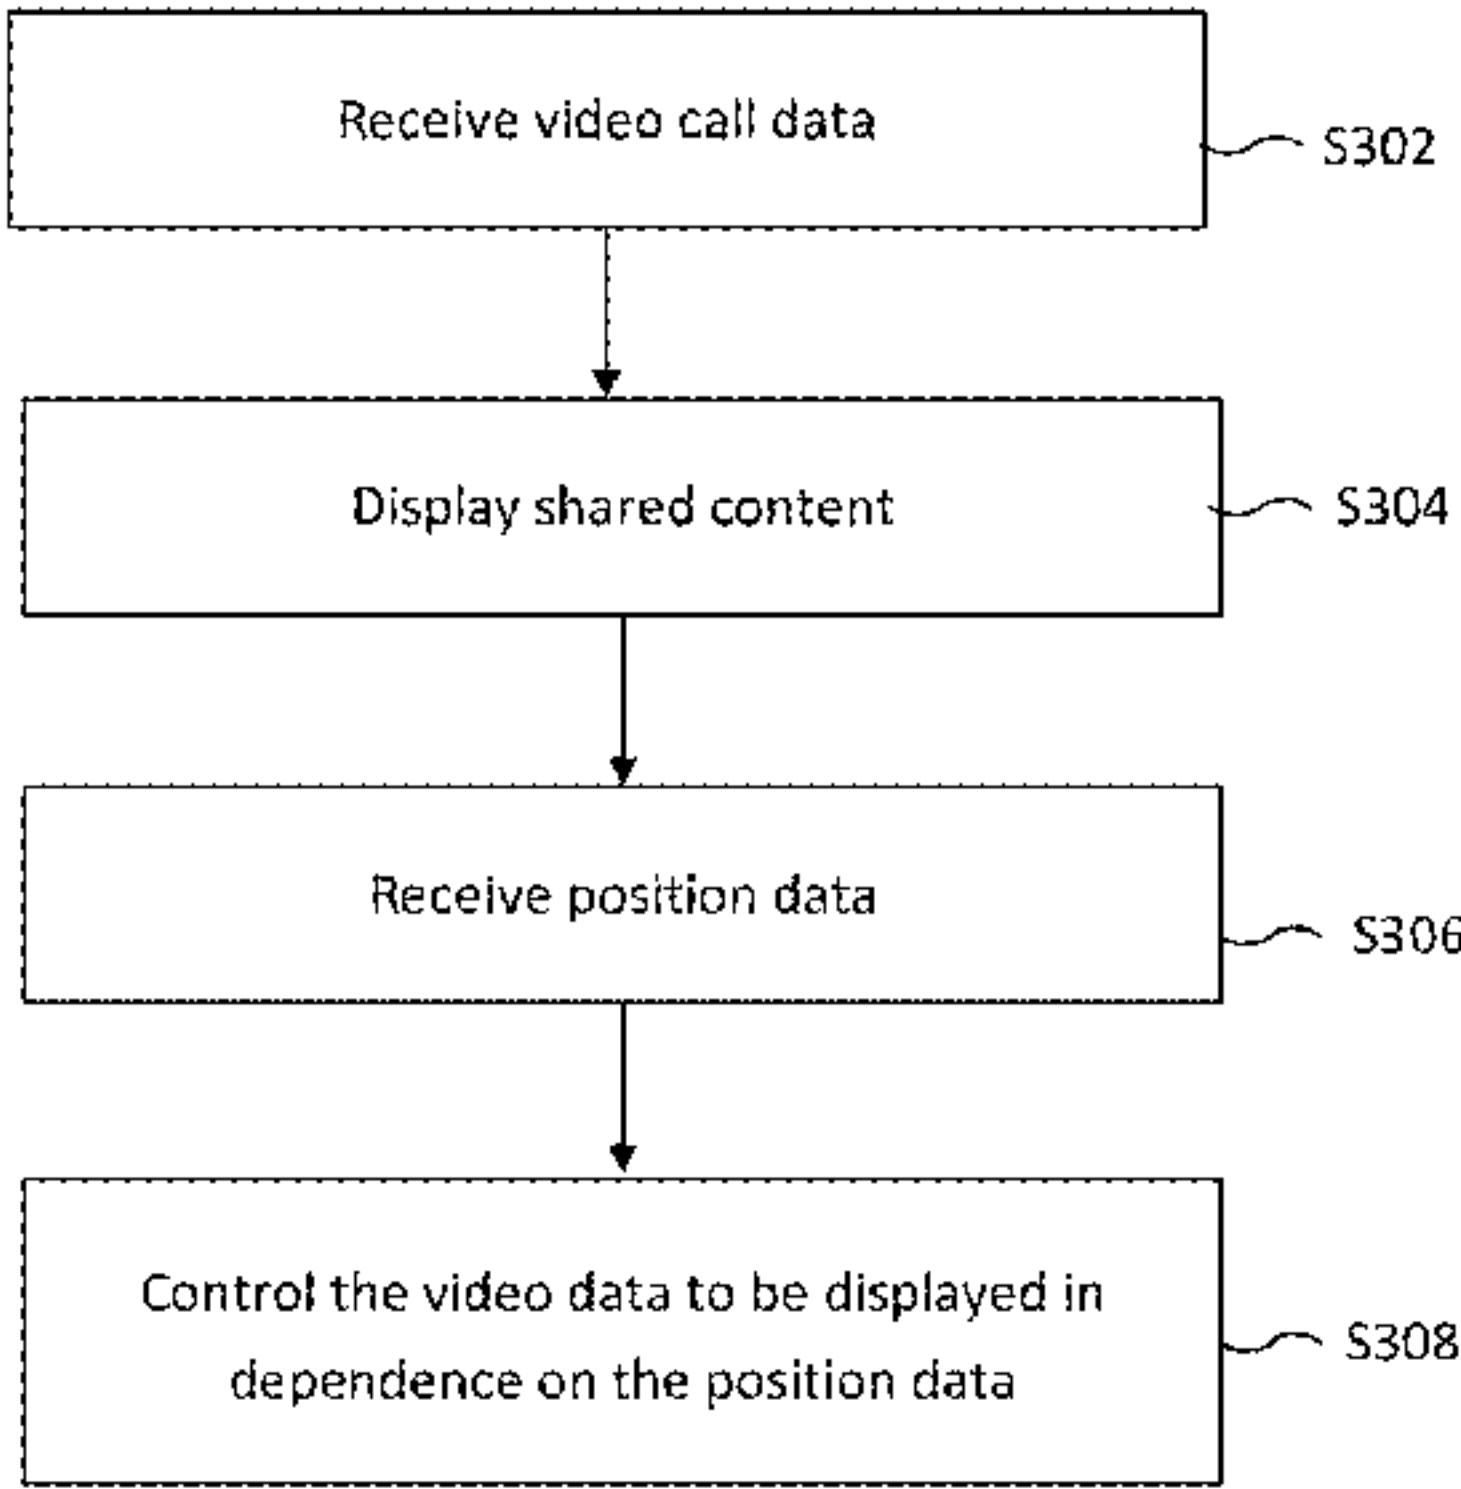 Receive video call data
S302
Display shared content
S304
Receive position data
S306
Control the video data to be displayed in
dependence on the position data
S308